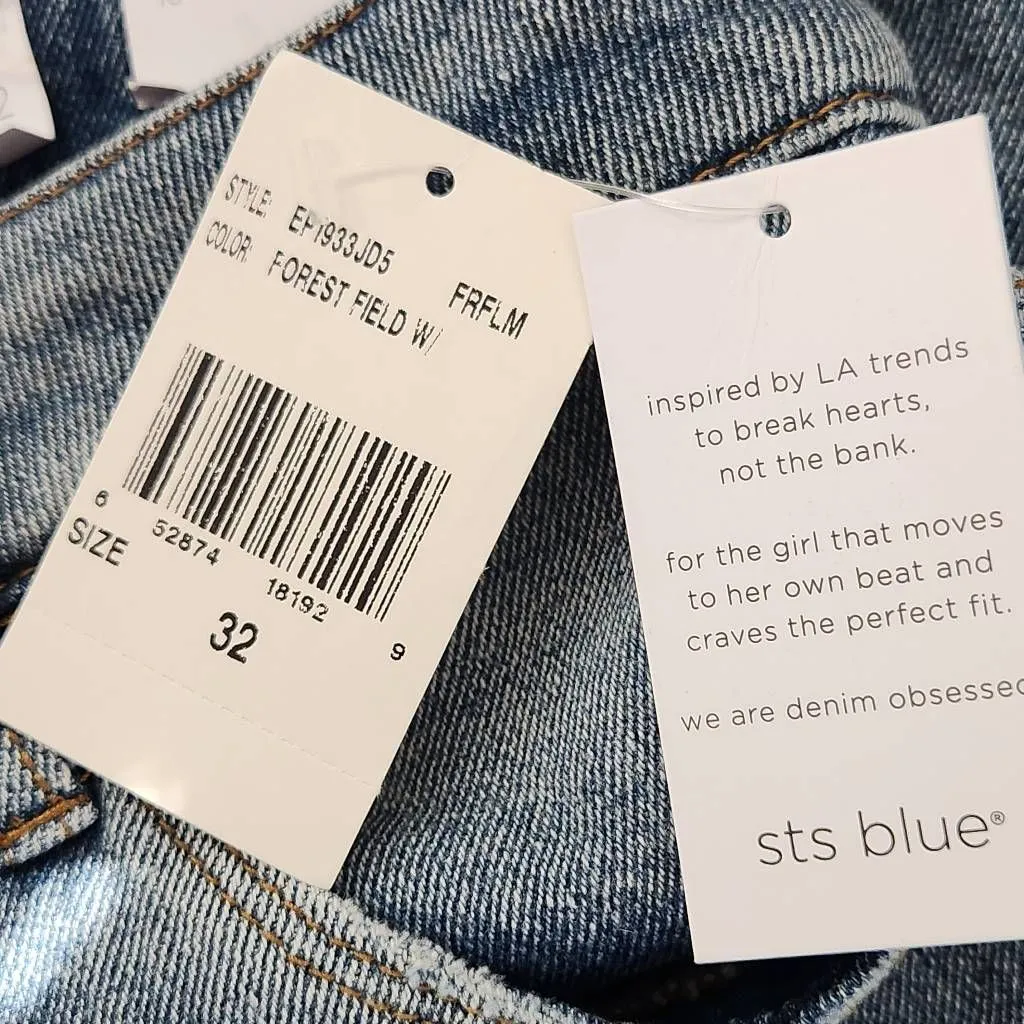 STYLE: EP1933JD5
COLOR: FOREST FIELD W/ FRFLM
6 52874 18192 9
SIZE
32
inspired by LA trends
to break hearts,
not the bank.
for the girl that moves
to her own beat and
craves the perfect fit.
we are denim obsessed
sts blue®